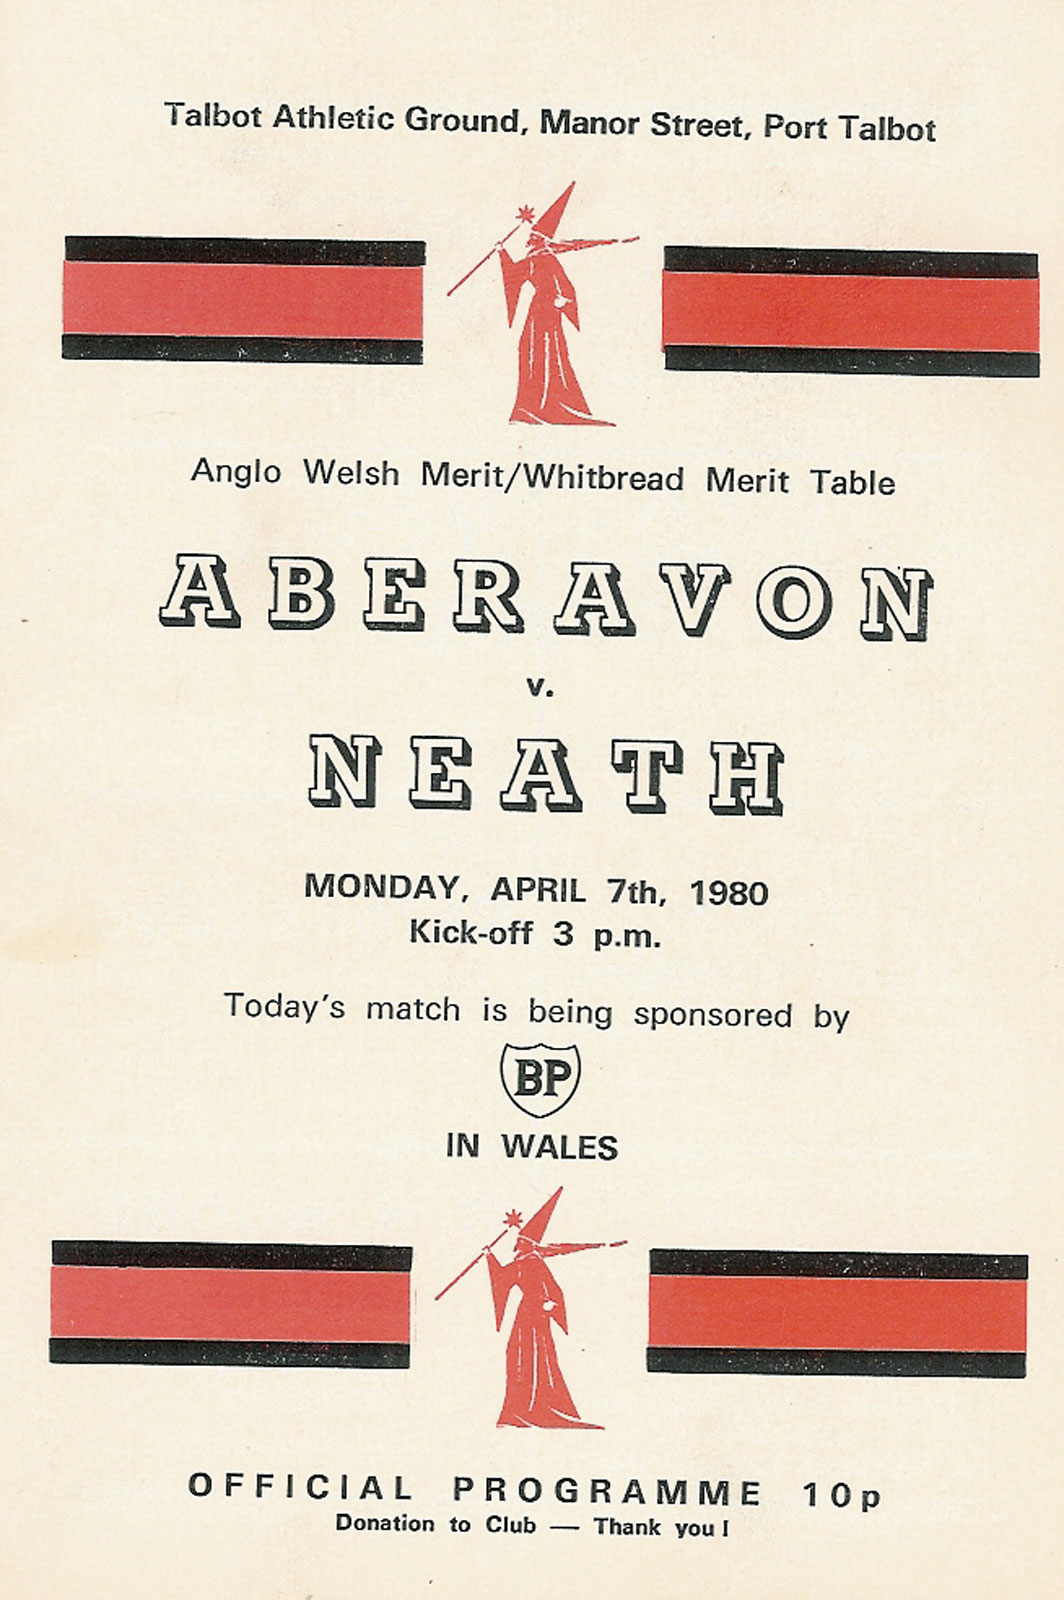 Talbot Athletic Ground, Manor Street, Port Talbot
Anglo Welsh Merit/Whitbread Merit Table
ABERAVON
v.
NEATH
MONDAY, APRIL 7th, 1980
Kick-off 3 p.m.
Today's match is being sponsored by
BP
IN WALES
OFFICIAL PROGRAMME 10p
Donation to Club — Thank you!